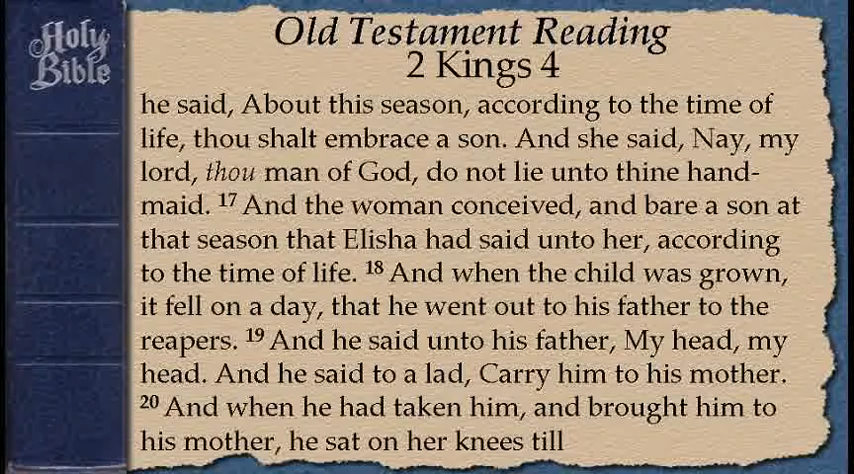 Holy
Bible
Old Testament Reading
2 Kings 4
he said, About this season, according to the time of
life, thou shalt embrace a son. And she said, Nay, my
lord, thou man of God, do not lie unto thine hand-
maid. 17 And the woman conceived, and bare a son at
that season that Elisha had said unto her, according
to the time of life. 18 And when the child was grown,
it fell on a day, that he went out to his father to the
reapers. 19 And he said unto his father, My head, my
head. And he said to a lad, Carry him to his mother.
20 And when he had taken him, and brought him to
his mother, he sat on her knees till